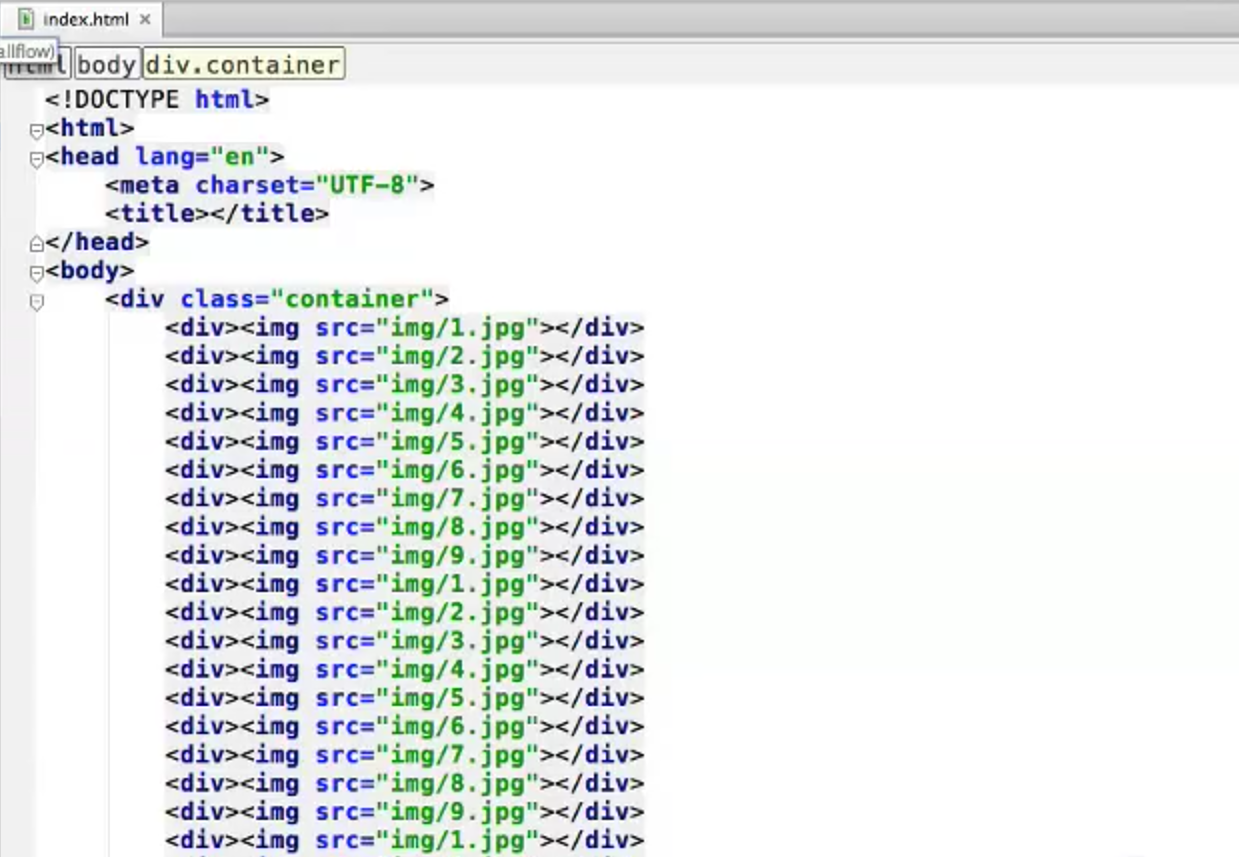 index.html
allflow)
html body div.container
<!DOCTYPE html>
<html>
<head lang="en">
<meta charset="UTF-8">
<title></title>
</head>
<body>
<div class="container">
<div><img src="img/1.jpg"></div>
<div><img src="img/2.jpg"></div>
<div><img src="img/3.jpg"></div>
<div><img src="img/4.jpg"></div>
<div><img src="img/5.jpg"></div>
<div><img src="img/6.jpg"></div>
<div><img src="img/7.jpg"></div>
<div><img src="img/8.jpg"></div>
<div><img src="img/9.jpg"></div>
<div><img src="img/1.jpg"></div>
<div><img src="img/2.jpg"></div>
<div><img src="img/3.jpg"></div>
<div><img src="img/4.jpg"></div>
<div><img src="img/5.jpg"></div>
<div><img src="img/6.jpg"></div>
<div><img src="img/7.jpg"></div>
<div><img src="img/8.jpg"></div>
<div><img src="img/9.jpg"></div>
<div><img src="img/1.jpg"></div>